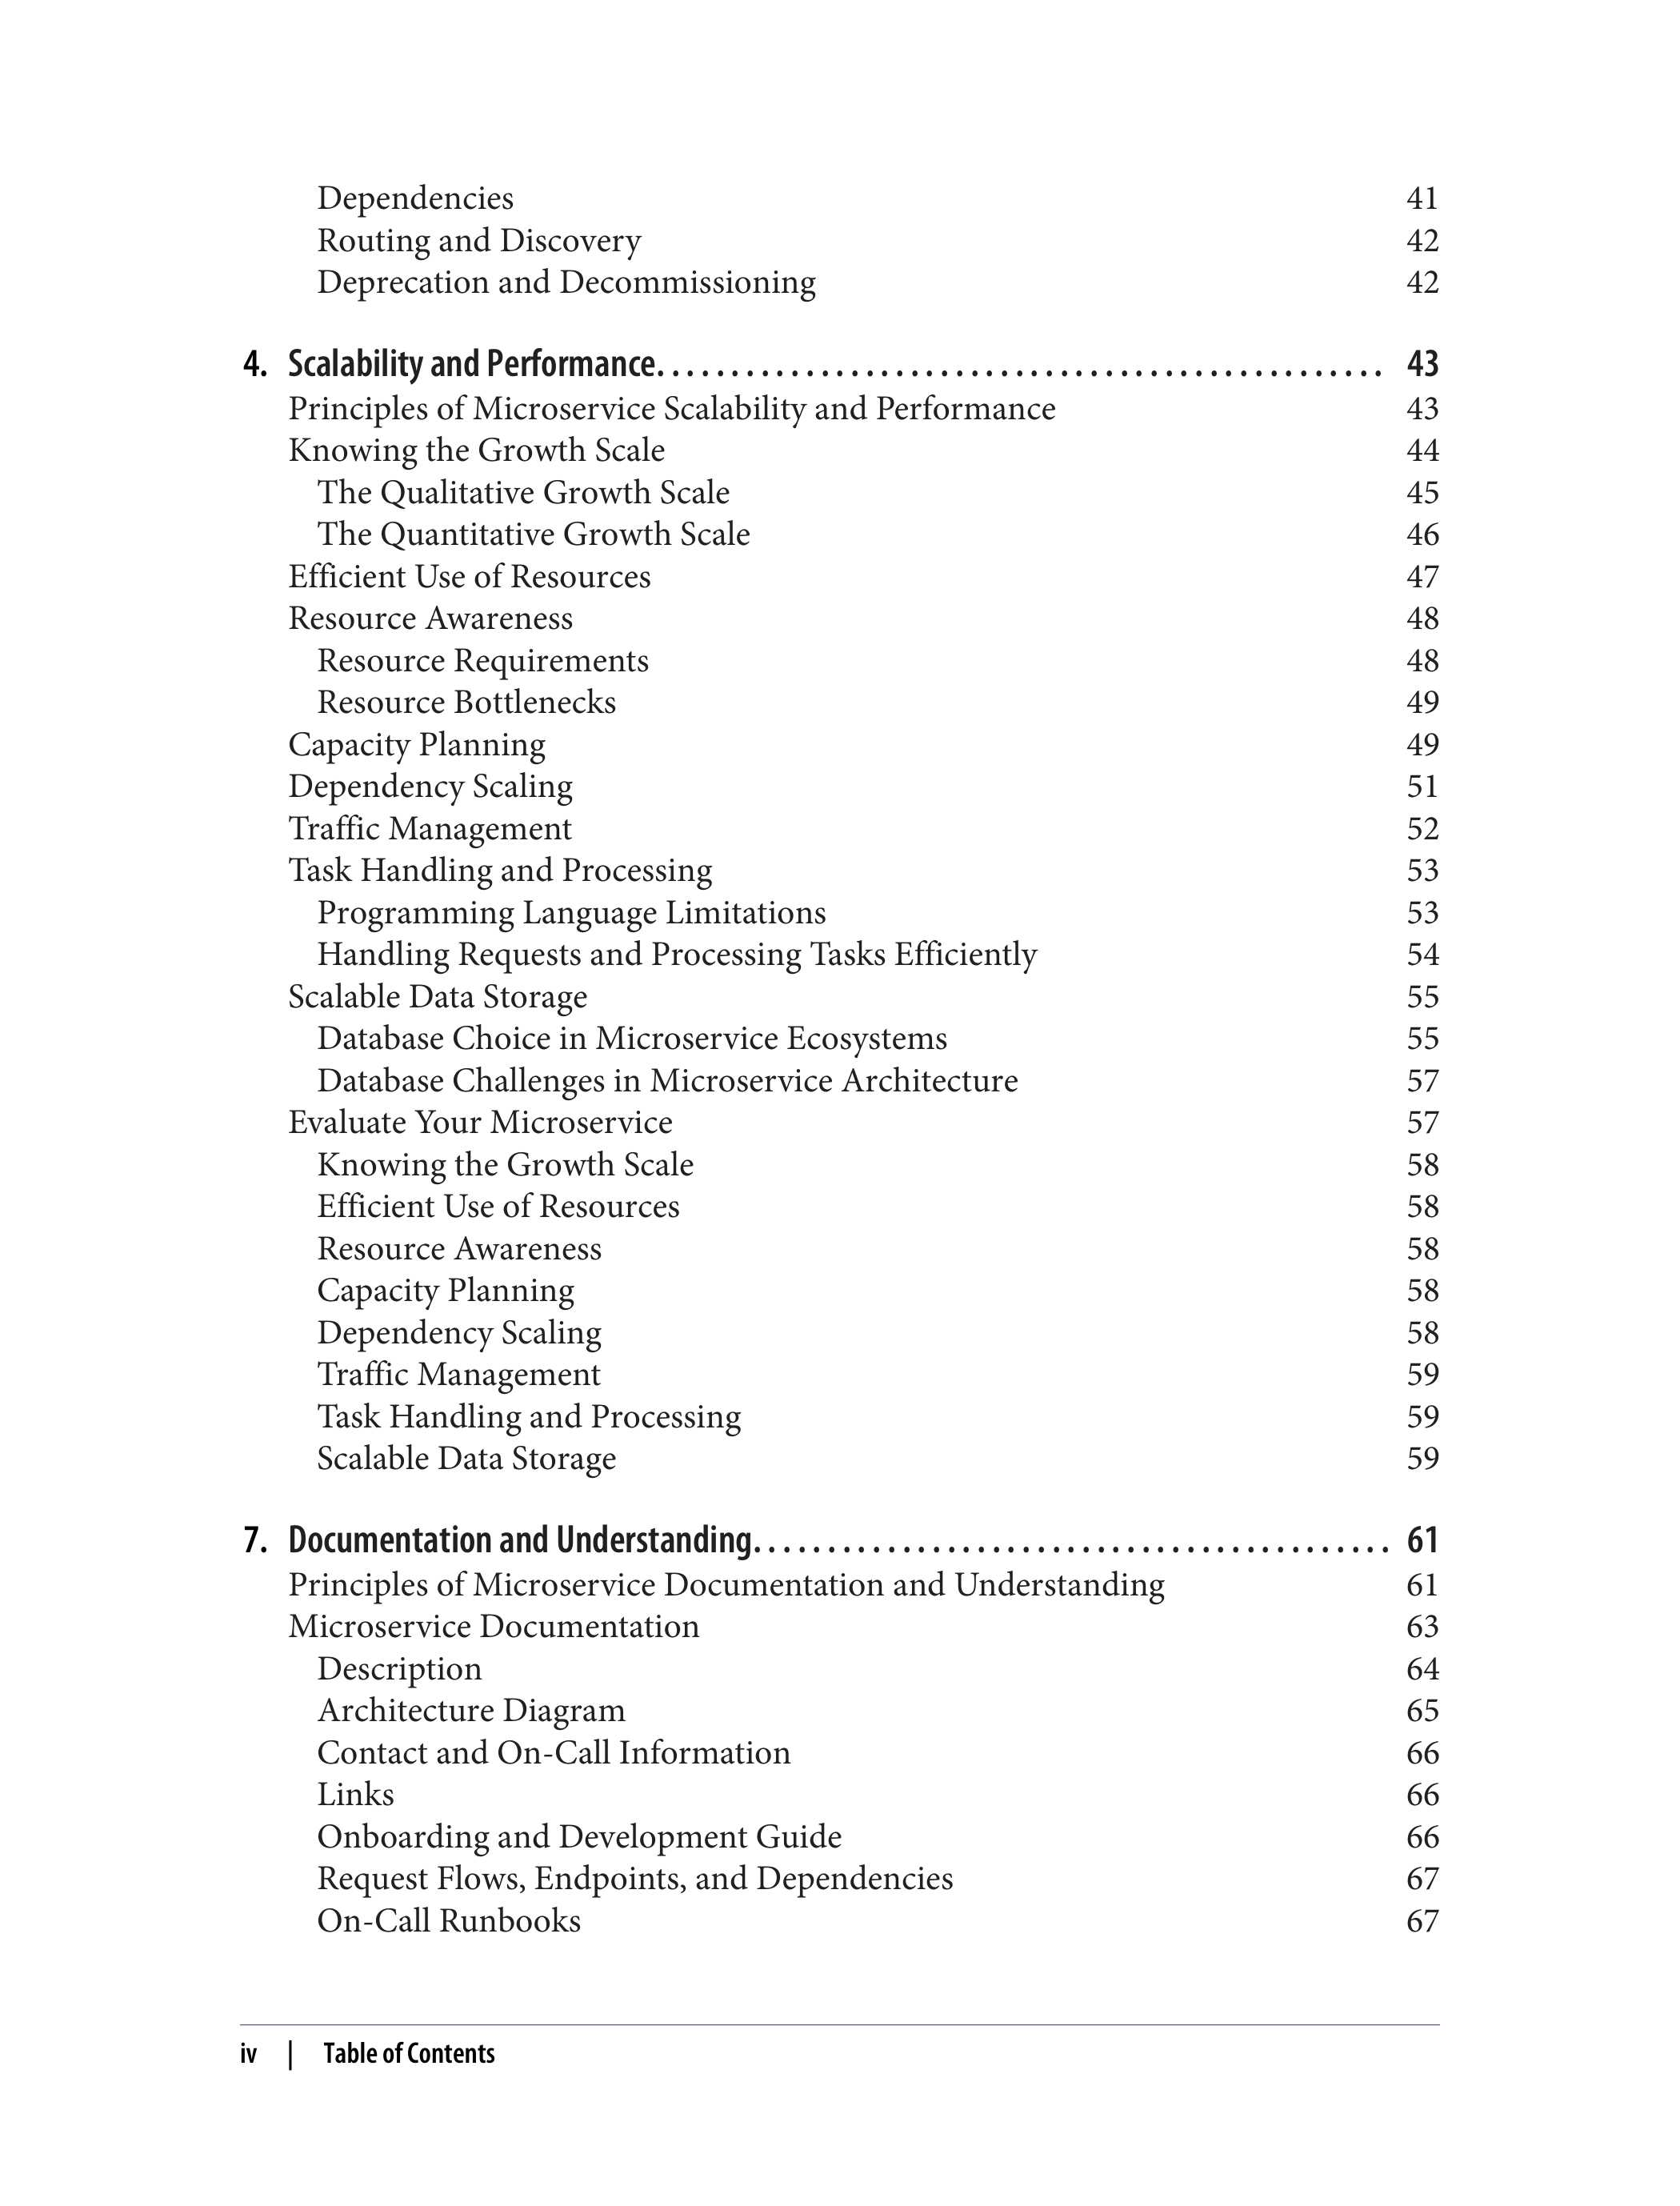 Dependencies 41
Routing and Discovery 42
Deprecation and Decommissioning 42
4. Scalability and Performance. . . . . . . . . . . . . . . . . . . . . . . . . . . . . . . . . . . . . . . . . . . . . . . . . 43
Principles of Microservice Scalability and Performance 43
Knowing the Growth Scale 44
The Qualitative Growth Scale 45
The Quantitative Growth Scale 46
Efficient Use of Resources 47
Resource Awareness 48
Resource Requirements 48
Resource Bottlenecks 49
Capacity Planning 49
Dependency Scaling 51
Traffic Management 52
Task Handling and Processing 53
Programming Language Limitations 53
Handling Requests and Processing Tasks Efficiently 54
Scalable Data Storage 55
Database Choice in Microservice Ecosystems 55
Database Challenges in Microservice Architecture 57
Evaluate Your Microservice 57
Knowing the Growth Scale 58
Efficient Use of Resources 58
Resource Awareness 58
Capacity Planning 58
Dependency Scaling 58
Traffic Management 59
Task Handling and Processing 59
Scalable Data Storage 59
7. Documentation and Understanding. . . . . . . . . . . . . . . . . . . . . . . . . . . . . . . . . . . . . . . . . . . 61
Principles of Microservice Documentation and Understanding 61
Microservice Documentation 63
Description 64
Architecture Diagram 65
Contact and On-Call Information 66
Links 66
Onboarding and Development Guide 66
Request Flows, Endpoints, and Dependencies 67
On-Call Runbooks 67
iv | Table of Contents